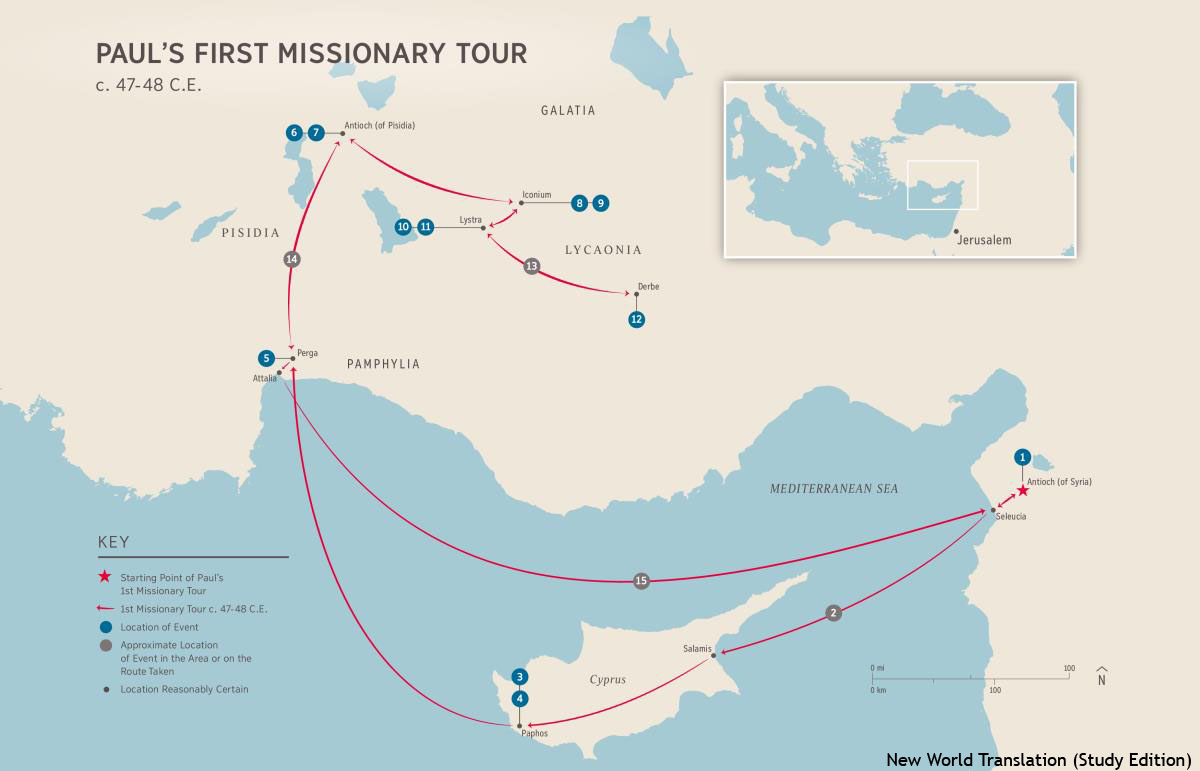 PAUL'S FIRST MISSIONARY TOUR
c. 47-48 C.E.
GALATIA
6
7
Antioch (of Pisidia)
Iconium
8
9
10
11
Lystra
PISIDIA
LYCAONIA
14
13
Derbe
12
Jerusalem
5
Perga
Attalia
PAMPHYLIA
1
MEDITERRANEAN SEA
Antioch (of Syria)
Seleucia
15
2
Salamis
3
Cyprus
4
Paphos
KEY
Starting Point of Paul's
1st Missionary Tour
1st Missionary Tour c. 47-48 C.E.
Location of Event
Approximate Location
of Event in the Area or on the
Route Taken
Location Reasonably Certain
0 mi
100
0 km
100
N
New World Translation (Study Edition)